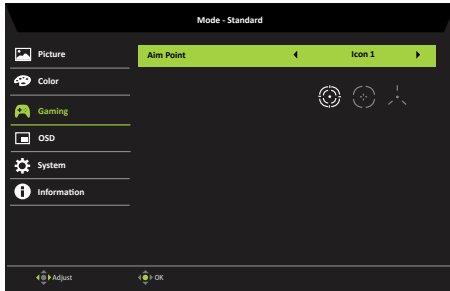 Mode - Standard
Picture
Aim Point Icon 1
Color
Gaming
OSD
System
Information
Adjust OK